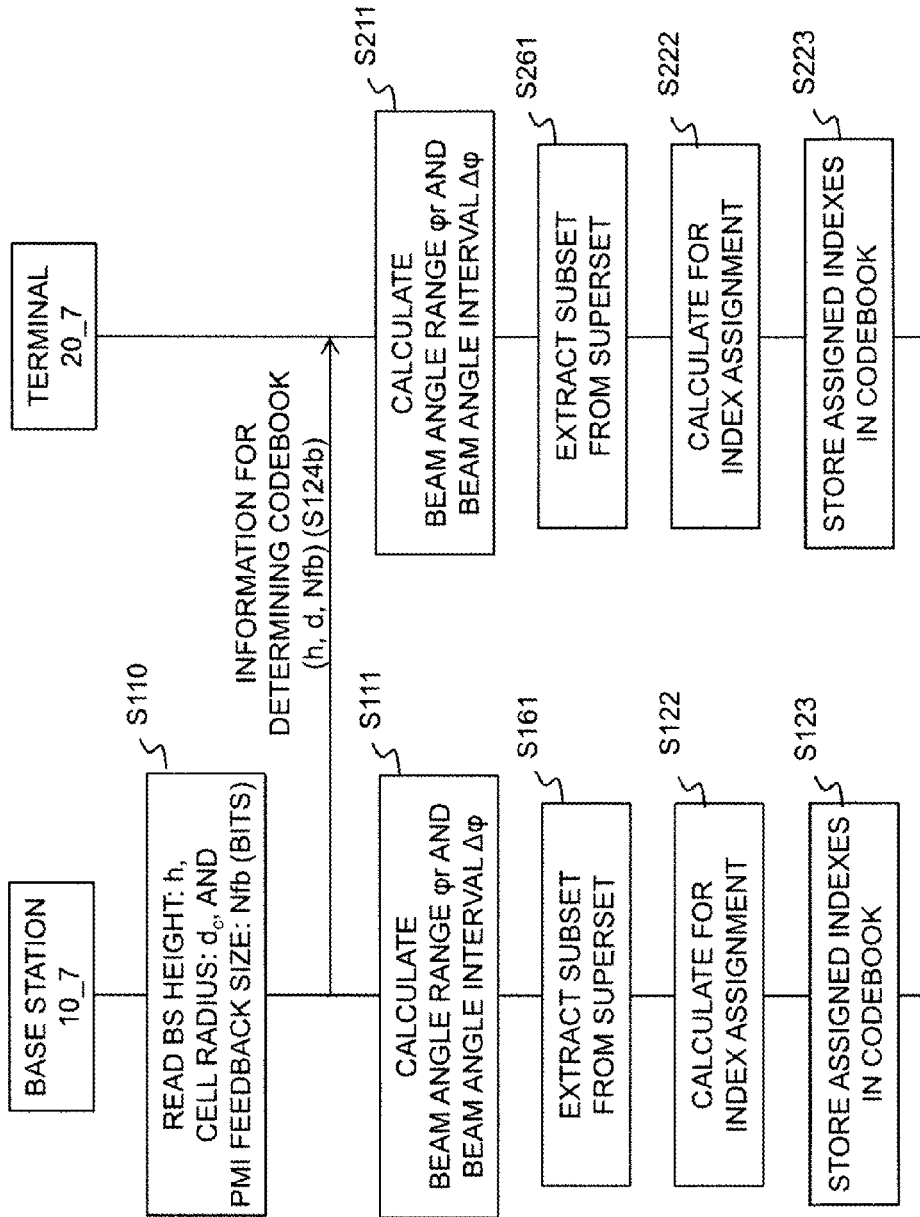 BASE STATION
10_7
TERMINAL
20_7
S110
READ BS HEIGHT: h,
CELL RADIUS: dc, AND
PMI FEEDBACK SIZE: Nfb (BITS)
INFORMATION FOR
DETERMINING CODEBOOK
(h, d, Nfb) (S124b)
S111
CALCULATE
BEAM ANGLE RANGE φr AND
BEAM ANGLE INTERVAL Δφ
S211
CALCULATE
BEAM ANGLE RANGE φr AND
BEAM ANGLE INTERVAL Δφ
S161
EXTRACT SUBSET
FROM SUPERSET
S261
EXTRACT SUBSET
FROM SUPERSET
S122
CALCULATE FOR
INDEX ASSIGNMENT
S222
CALCULATE FOR
INDEX ASSIGNMENT
S123
STORE ASSIGNED INDEXES
IN CODEBOOK
S223
STORE ASSIGNED INDEXES
IN CODEBOOK